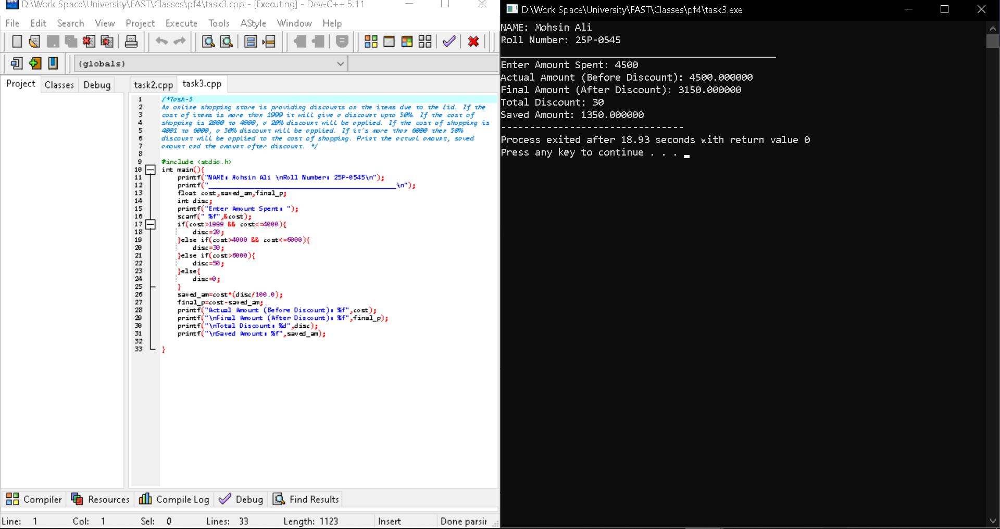 D:\Work Space\University\FAST\Classes\pf4\task3.cpp - [Executing] - Dev-C++ 5.11
File Edit Search View Project Execute Tools AStyle Window Help
(globals)
Project Classes Debug
task2.cpp task3.cpp
1 /*Task-3
2 An online shopping store is providing discounts on the items due to the Eid. If the
3 cost of items is more than 1999 it will give a discount upto 50%. If the cost of
4 shopping is 2000 to 4000, a 20% discount will be applied. If the cost of shopping is
5 4001 to 6000, a 30% discount will be applied. If it's more than 6000 then 50%
6 discount will be applied to the cost of shopping. Print the actual amount, saved
7 amount and the amount after discount. */
8
9 #include <stdio.h>
10 int main(){
11 printf("NAME: Mohsin Ali \nRoll Number: 25P-0545\n");
12 printf("________________________________________________\n");
13 float cost,saved_am,final_p;
14 int disc;
15 printf("Enter Amount Spent: ");
16 scanf(" %f",&cost);
17 if(cost>1999 && cost<=4000){
18 disc=20;
19 }else if(cost>4000 && cost<=6000){
20 disc=30;
21 }else if(cost>6000){
22 disc=50;
23 }else{
24 disc=0;
25 }
26 saved_am=cost*(disc/100.0);
27 final_p=cost-saved_am;
28 printf("Actual Amount (Before Discount): %f",cost);
29 printf("\nFinal Amount (After Discount): %f",final_p);
30 printf("\nTotal Discount: %d",disc);
31 printf("\nSaved Amount: %f",saved_am);
32
33 }
Compiler Resources Compile Log Debug Find Results
Line: 1 Col: 1 Sel: 0 Lines: 33 Length: 1123 Insert Done parsir
D:\Work Space\University\FAST\Classes\pf4\task3.exe
NAME: Mohsin Ali
Roll Number: 25P-0545
________________________________________________
Enter Amount Spent: 4500
Actual Amount (Before Discount): 4500.000000
Final Amount (After Discount): 3150.000000
Total Discount: 30
Saved Amount: 1350.000000
--------------------------------
Process exited after 18.93 seconds with return value 0
Press any key to continue . . .